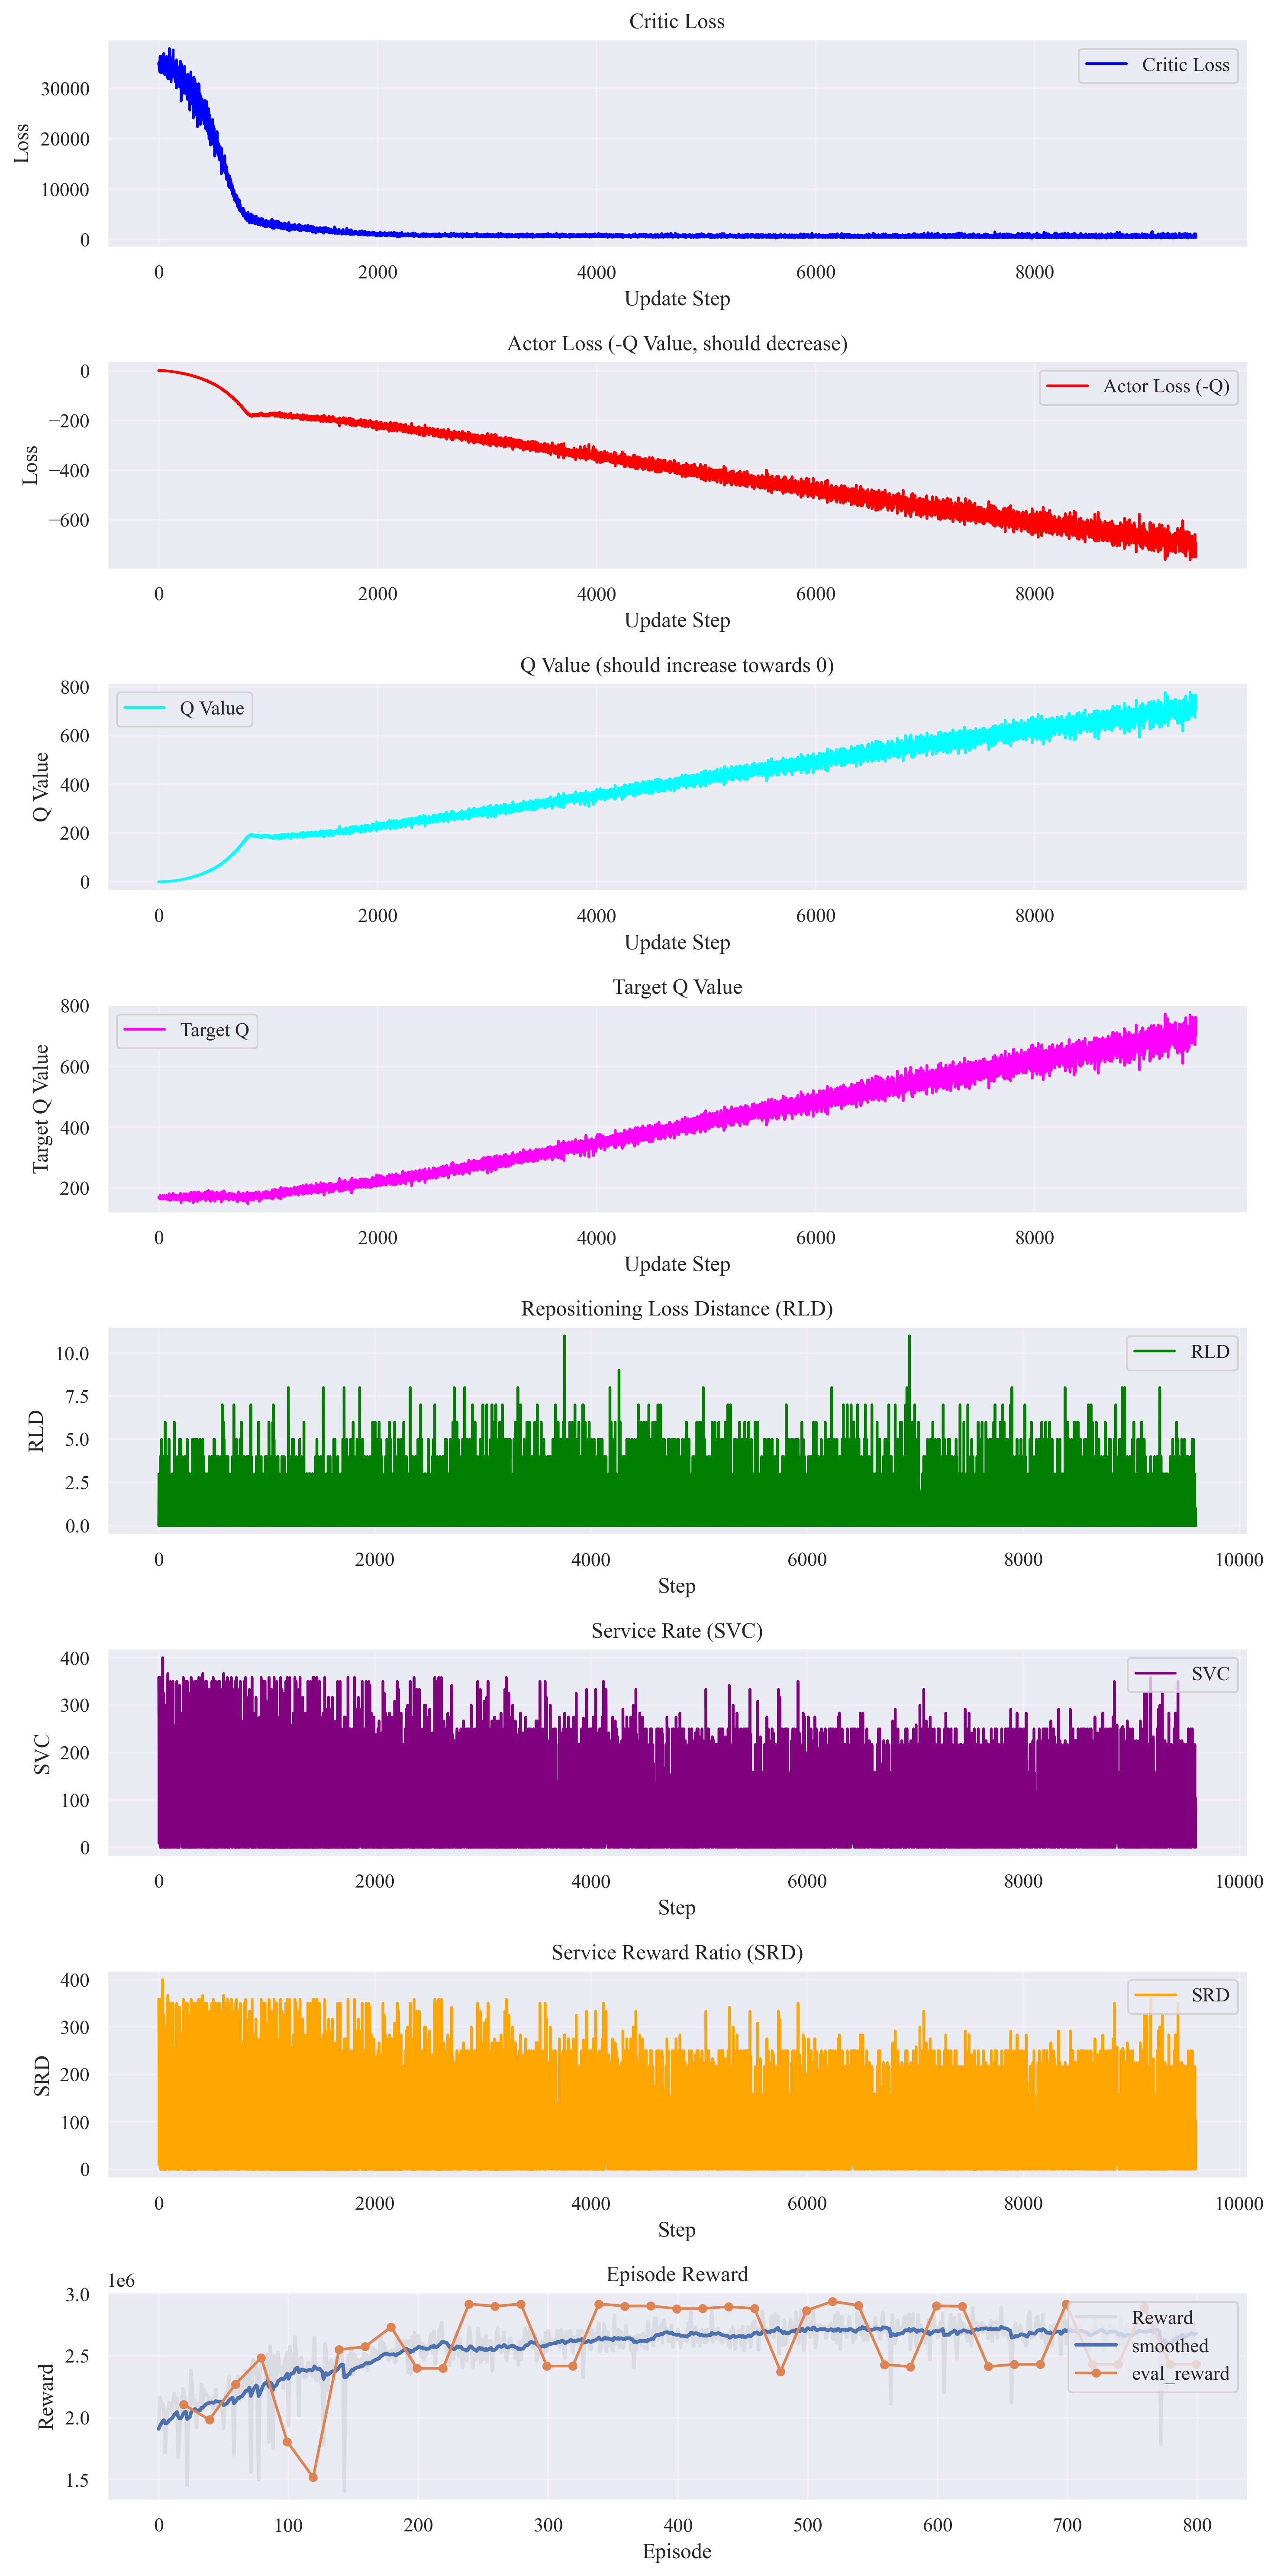 Critic Loss
Critic Loss
30000
20000
10000
0
Loss
0 2000 4000 6000 8000
Update Step
Actor Loss (-Q Value, should decrease)
Actor Loss (-Q)
0
−200
−400
−600
Loss
0 2000 4000 6000 8000
Update Step
Q Value (should increase towards 0)
Q Value
800
600
400
200
0
Q Value
0 2000 4000 6000 8000
Update Step
Target Q Value
Target Q
800
600
400
200
Target Q Value
0 2000 4000 6000 8000
Update Step
Repositioning Loss Distance (RLD)
RLD
10.0
7.5
5.0
2.5
0.0
RLD
0 2000 4000 6000 8000 10000
Step
Service Rate (SVC)
SVC
400
300
200
100
0
SVC
0 2000 4000 6000 8000 10000
Step
Service Reward Ratio (SRD)
SRD
400
300
200
100
0
SRD
0 2000 4000 6000 8000 10000
Step
Episode Reward
1e6
Reward
smoothed
eval_reward
3.0
2.5
2.0
1.5
Reward
0 100 200 300 400 500 600 700 800
Episode